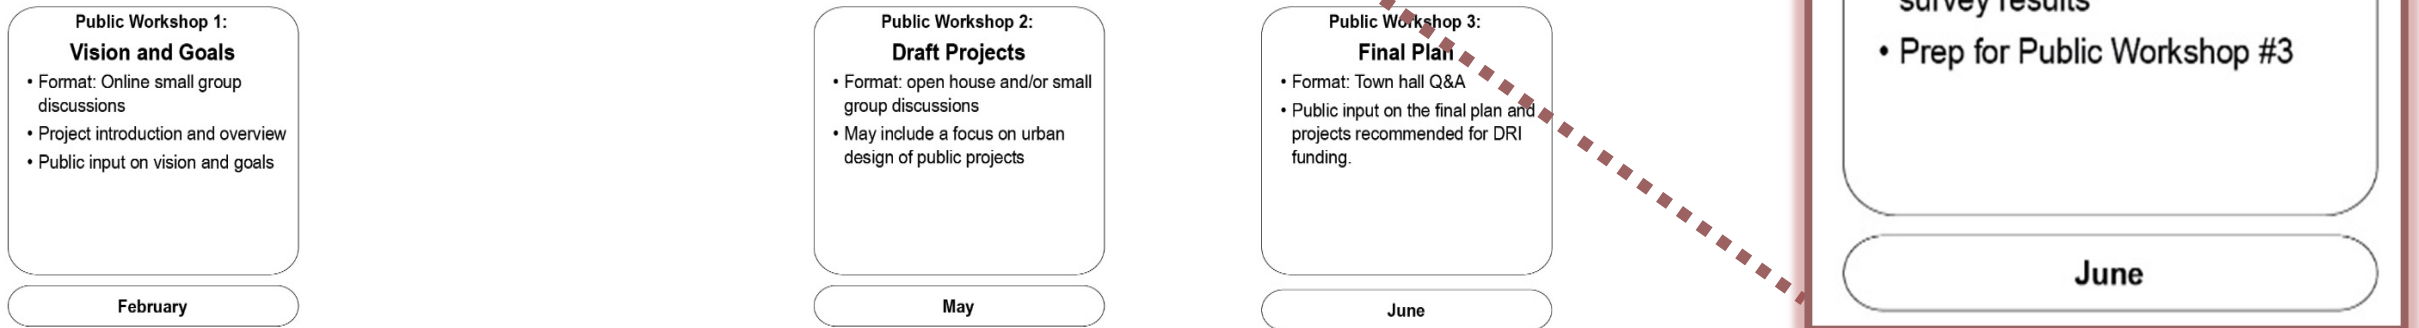 Public Workshop 1:
Vision and Goals
• Format: Online small group
discussions
• Project introduction and overview
• Public input on vision and goals
February
Public Workshop 2:
Draft Projects
• Format: open house and/or small
group discussions
• May include a focus on urban
design of public projects
May
Public Workshop 3:
Final Plan
• Format: Town hall Q&A
• Public input on the final plan and
projects recommended for DRI
funding.
June
survey results
• Prep for Public Workshop #3
June